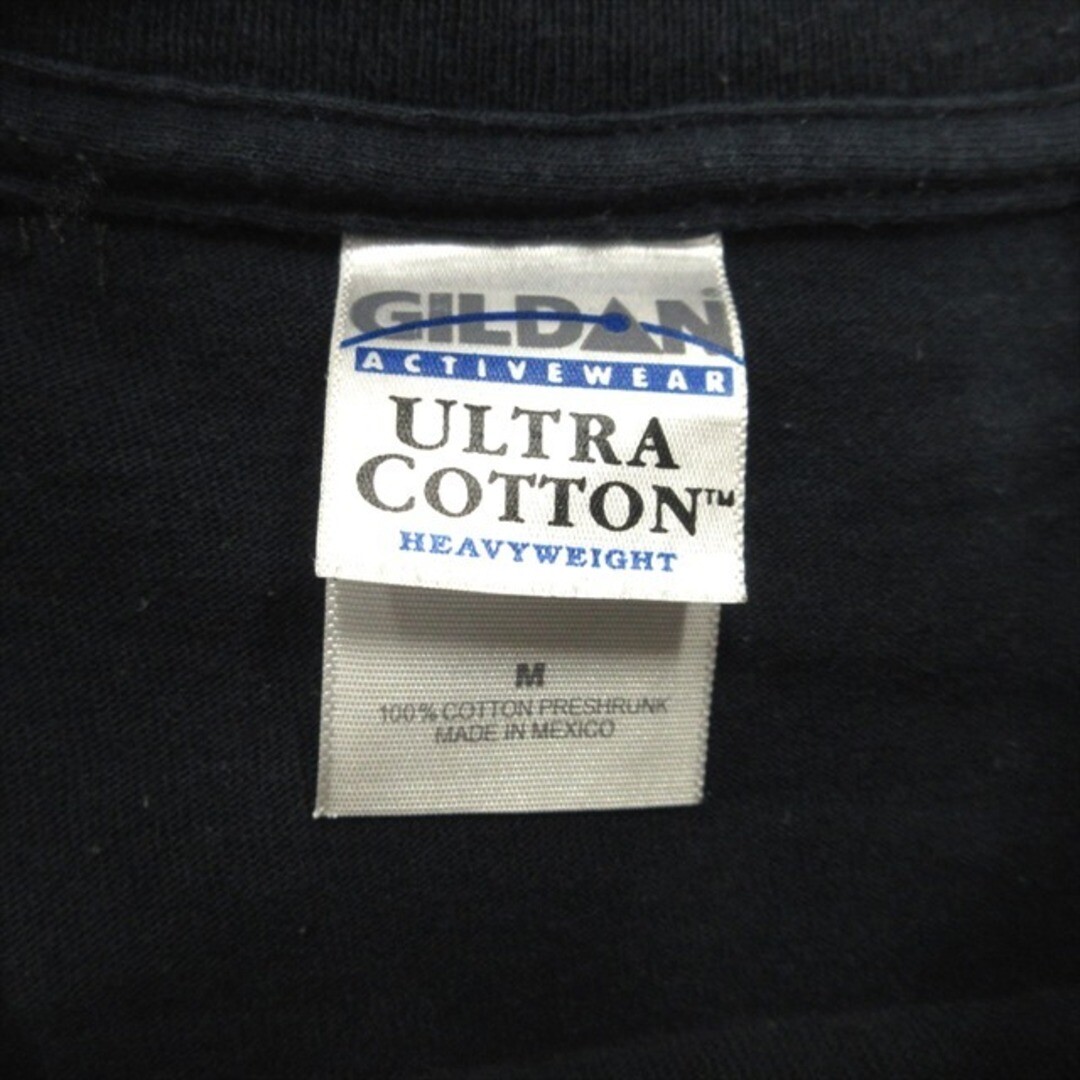 GILDAN
ACTIVEWEAR
ULTRA
COTTON™
HEAVYWEIGHT
M
100% COTTON PRESHRUNK
MADE IN MEXICO